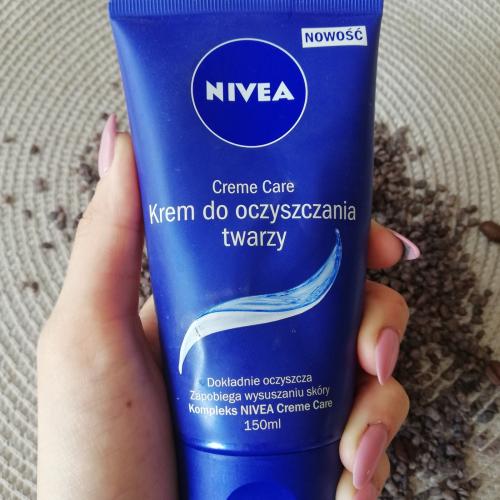 NOWOŚĆ
NIVEA
Creme Care
Krem do oczyszczania
twarzy
Dokładnie oczyszcza
Zapobiega wysuszaniu skóry
Kompleks NIVEA Creme Care
150ml